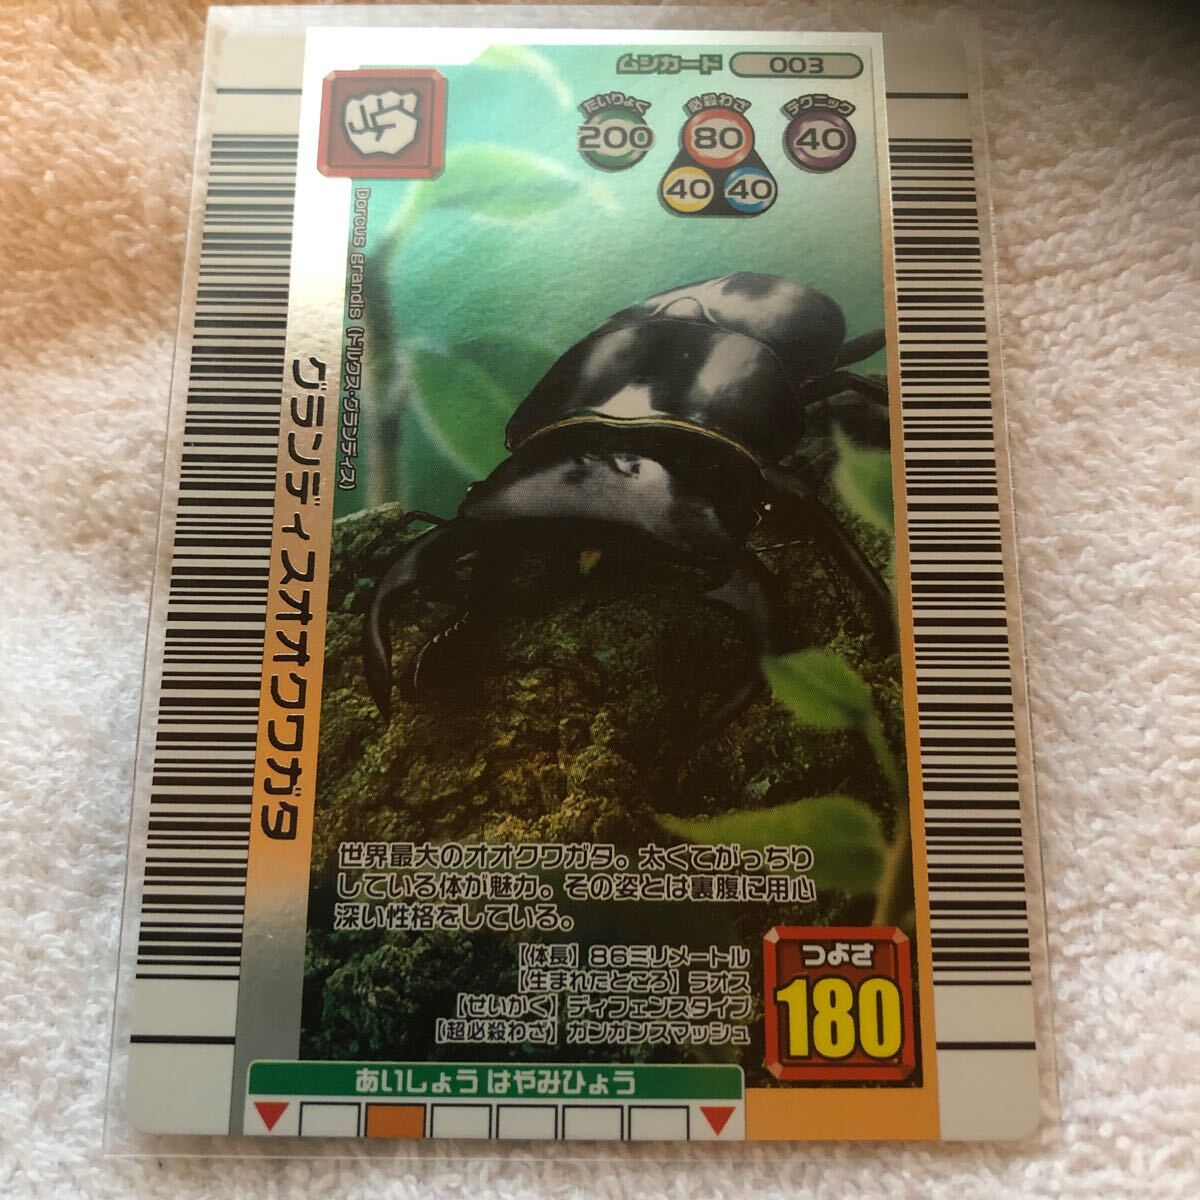 ムシカード 003
たいりょく
200
必殺わざ
80
40 40
テクニック
40
Dorcus grandis (ドルクス・グランディス)
グランディスオオクワガタ
世界最大のオオクワガタ。太くてがっちり
している体が魅力。その姿とは裏腹に用心
深い性格をしている。
【体長】86ミリメートル
【生まれたところ】ラオス
【せいかく】ディフェンスタイプ
【超必殺わざ】ガンガンスマッシュ
つよさ
180
あいしょう はやみひょう